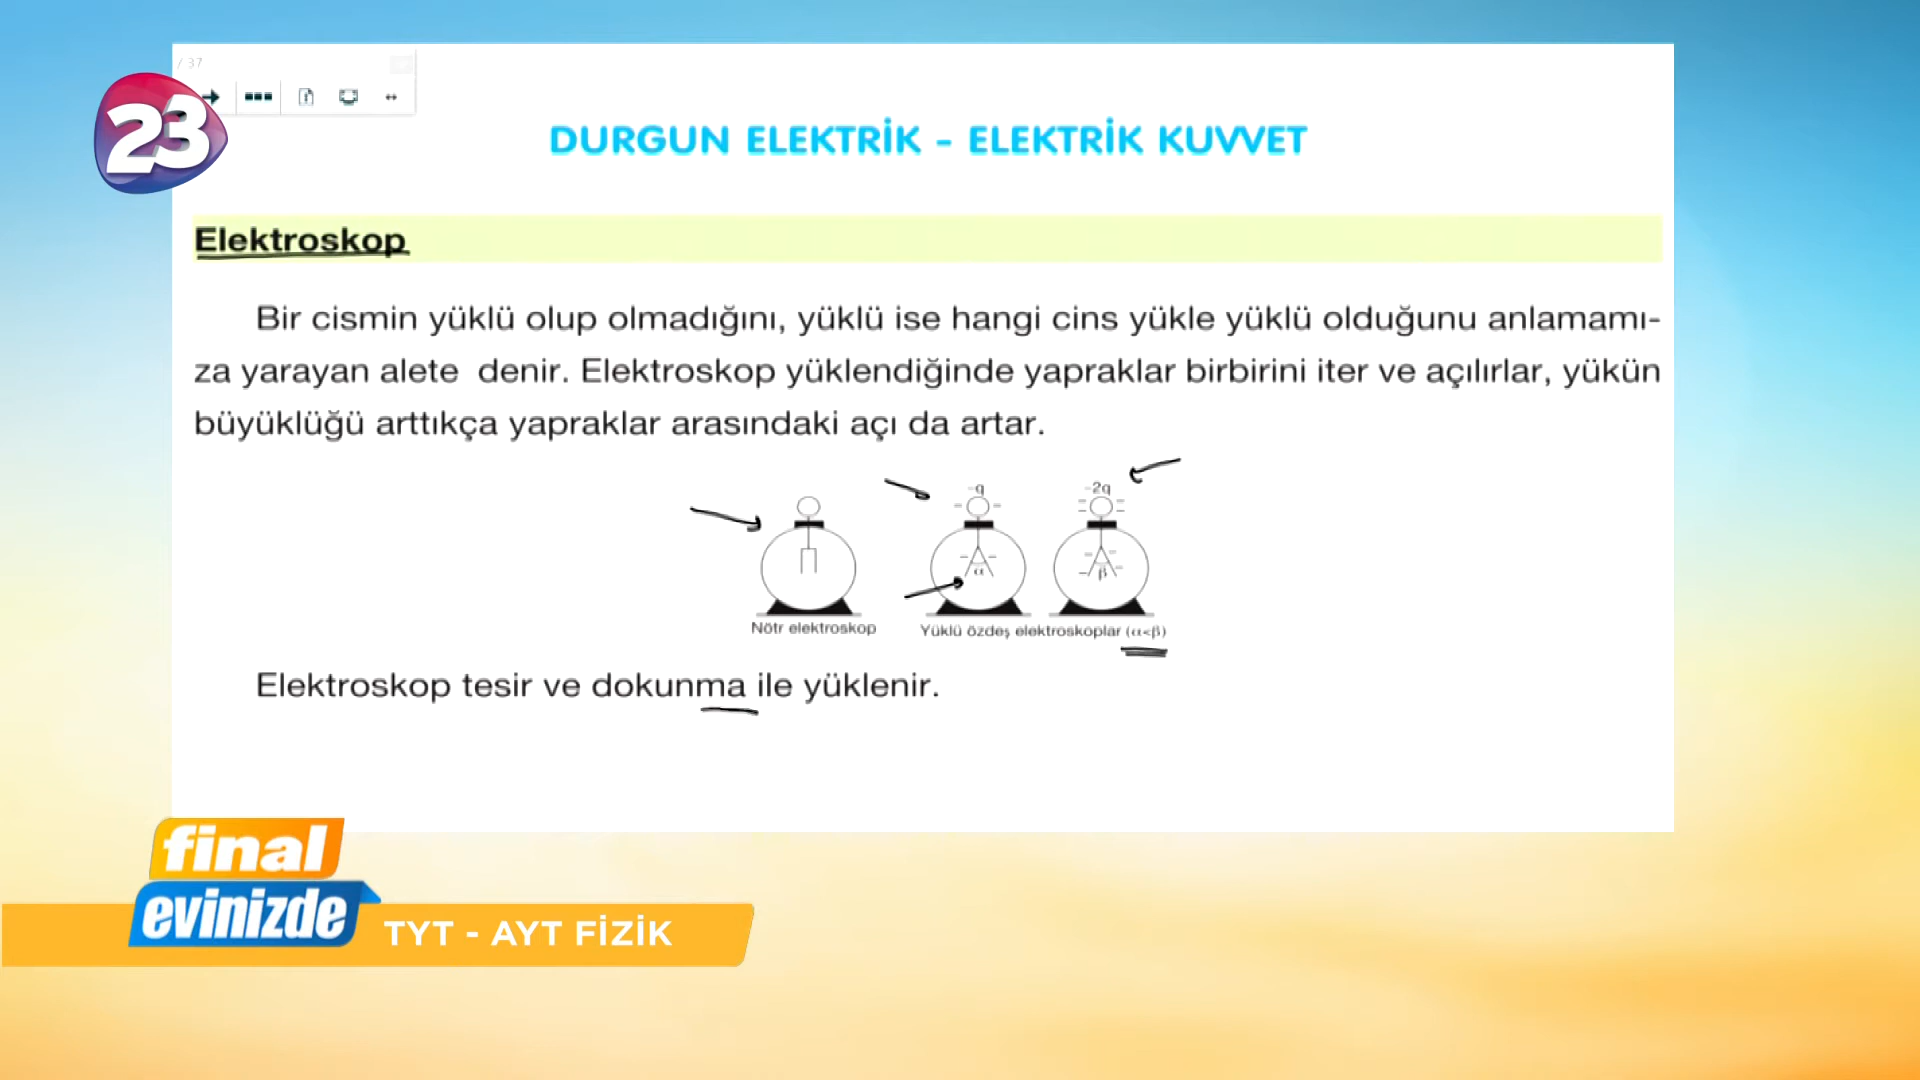 / 37
23
DURGUN ELEKTRİK - ELEKTRİK KUVVET
Elektroskop
Bir cismin yüklü olup olmadığını, yüklü ise hangi cins yükle yüklü olduğunu anlamamı-
za yarayan alete denir. Elektroskop yüklendiğinde yapraklar birbirini iter ve açılırlar, yükün
büyüklüğü arttıkça yapraklar arasındaki açı da artar.
-q
-2q
α
β
Nötr elektroskop
Yüklü özdeş elektroskoplar (α<β)
Elektroskop tesir ve dokunma ile yüklenir.
final
evinizde
TYT - AYT FİZİK